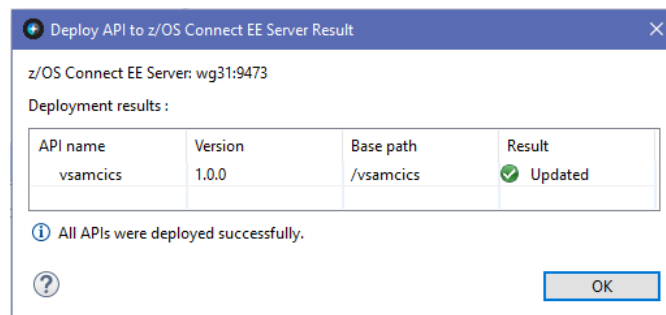 Deploy API to z/OS Connect EE Server Result
z/OS Connect EE Server: wg31:9473
Deployment results :
API name Version Base path Result
vsamcics 1.0.0 /vsamcics Updated
All APIs were deployed successfully.
OK